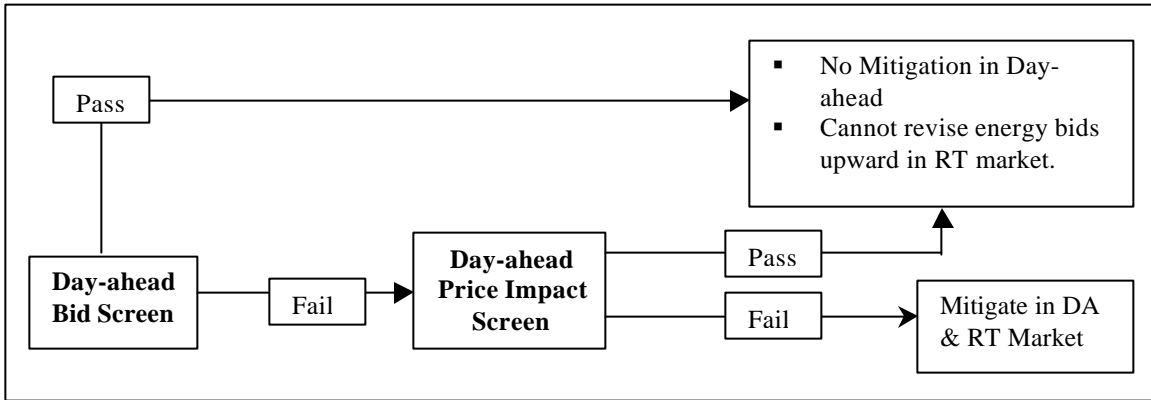 ▪ No Mitigation in Day-
ahead
▪ Cannot revise energy bids
upward in RT market.
Pass
Day-ahead
Bid Screen
Fail
Day-ahead
Price Impact
Screen
Pass
Fail
Mitigate in DA
& RT Market